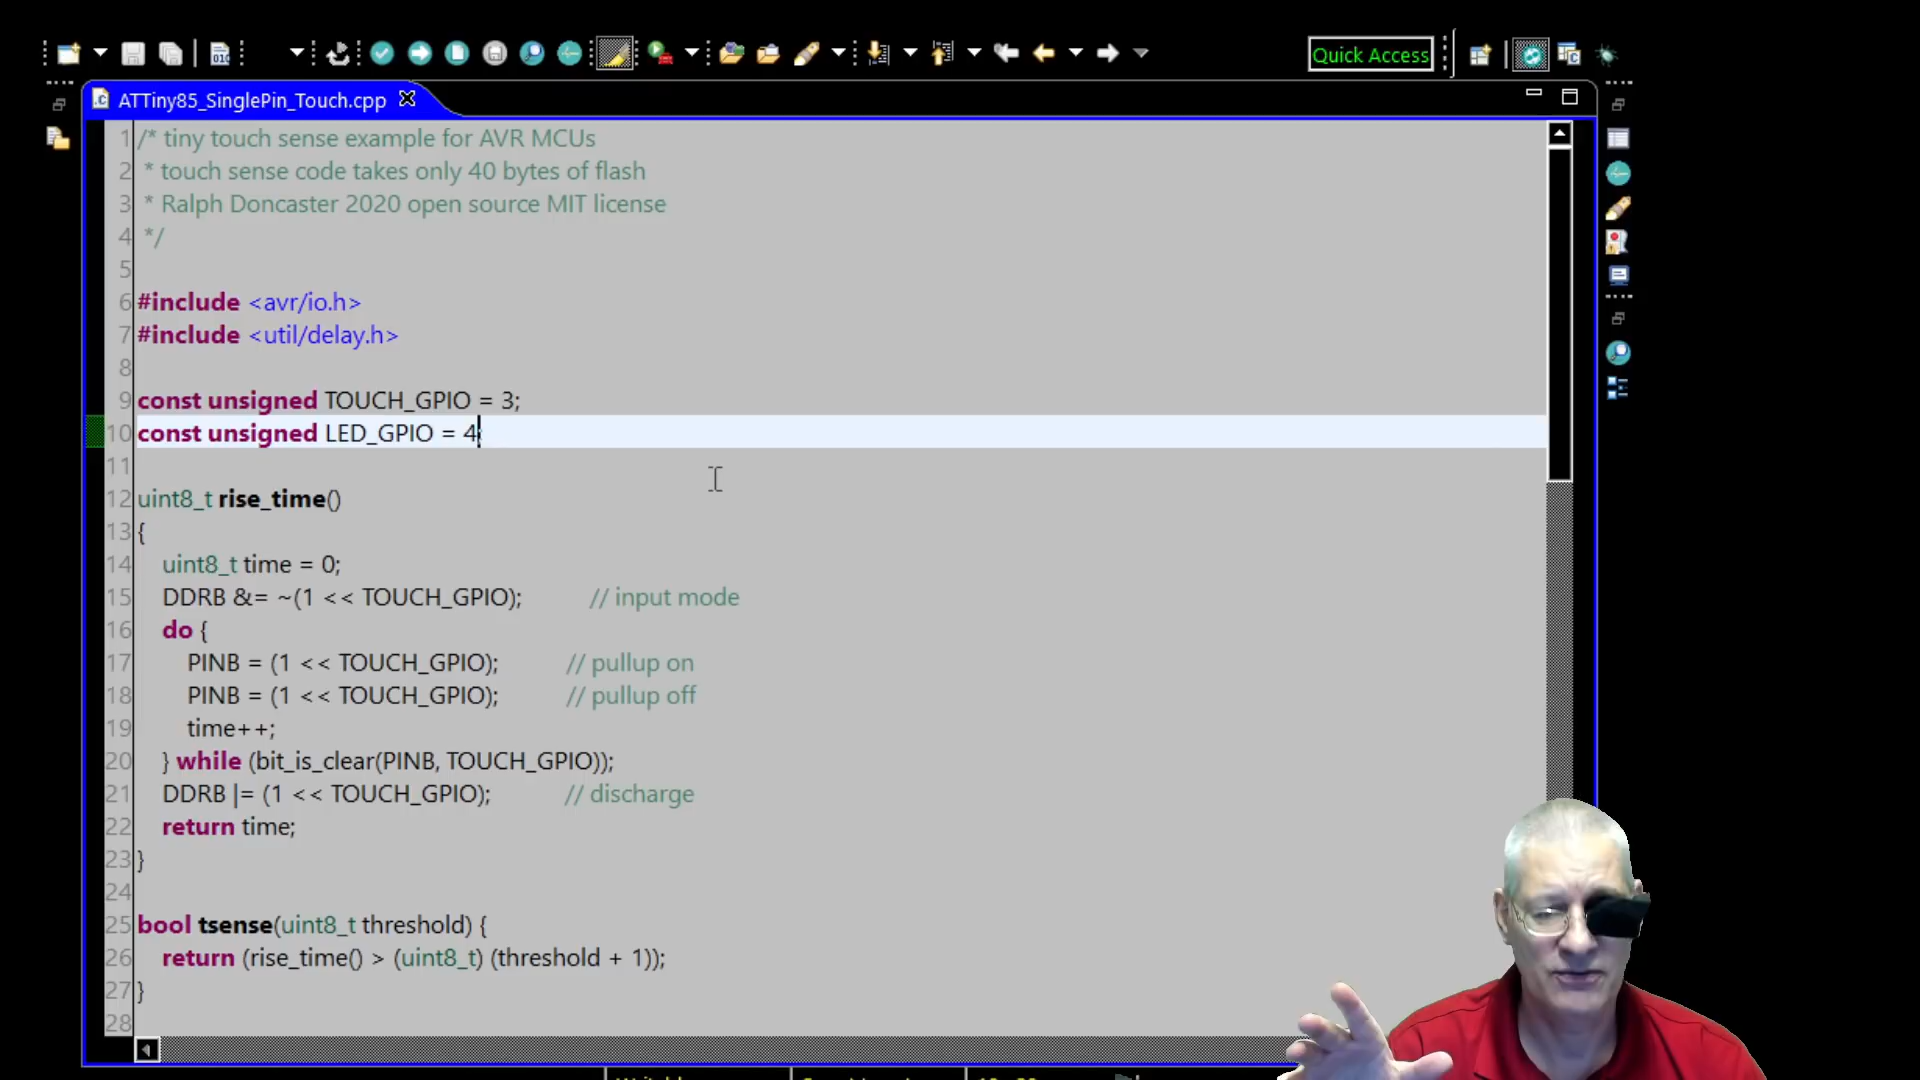 Quick Access
ATTiny85_SinglePin_Touch.cpp
1 /* tiny touch sense example for AVR MCUs
2 * touch sense code takes only 40 bytes of flash
3 * Ralph Doncaster 2020 open source MIT license
4 */
5
6 #include <avr/io.h>
7 #include <util/delay.h>
8
9 const unsigned TOUCH_GPIO = 3;
10 const unsigned LED_GPIO = 4;
11
12 uint8_t rise_time()
13 {
14 uint8_t time = 0;
15 DDRB &= ~(1 << TOUCH_GPIO); // input mode
16 do {
17 PINB = (1 << TOUCH_GPIO); // pullup on
18 PINB = (1 << TOUCH_GPIO); // pullup off
19 time++;
20 } while (bit_is_clear(PINB, TOUCH_GPIO));
21 DDRB |= (1 << TOUCH_GPIO); // discharge
22 return time;
23 }
24
25 bool tsense(uint8_t threshold) {
26 return (rise_time() > (uint8_t) (threshold + 1));
27 }
28